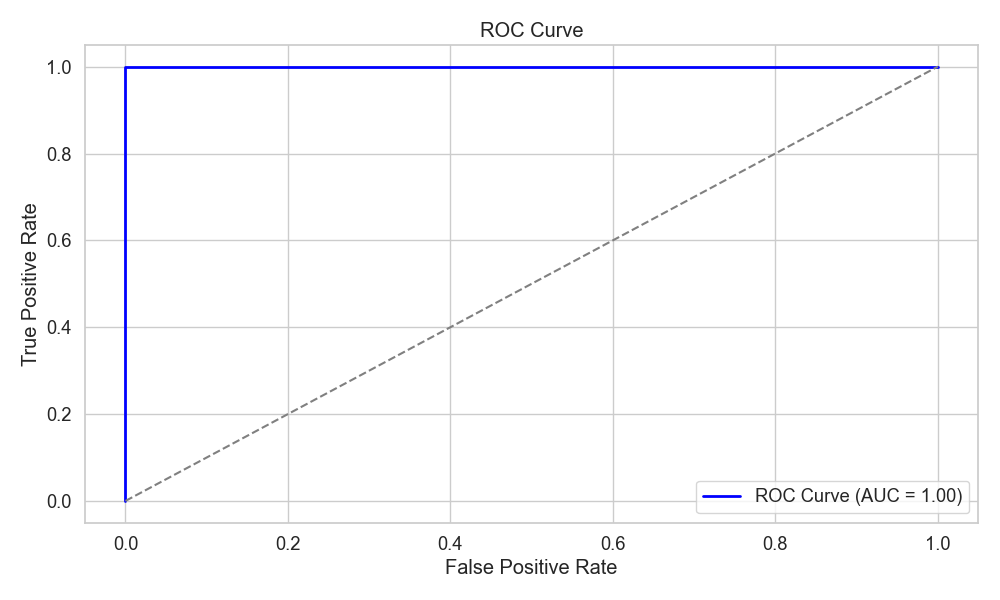 ROC Curve
1.0
0.8
0.6
0.4
0.2
0.0
True Positive Rate
ROC Curve (AUC = 1.00)
0.0 0.2 0.4 0.6 0.8 1.0
False Positive Rate